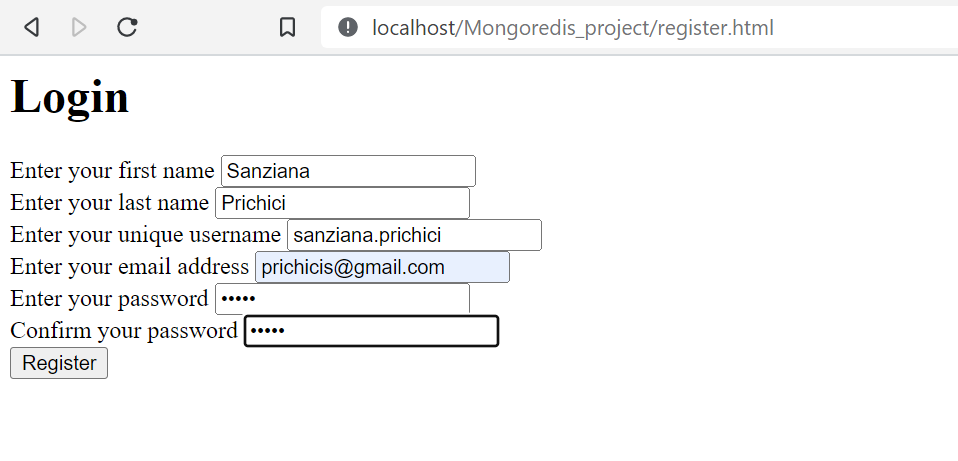 localhost/Mongoredis_project/register.html
Login
Enter your first name Sanziana
Enter your last name Prichici
Enter your unique username sanziana.prichici
Enter your email address prichicis@gmail.com
Enter your password •••••
Confirm your password •••••
Register